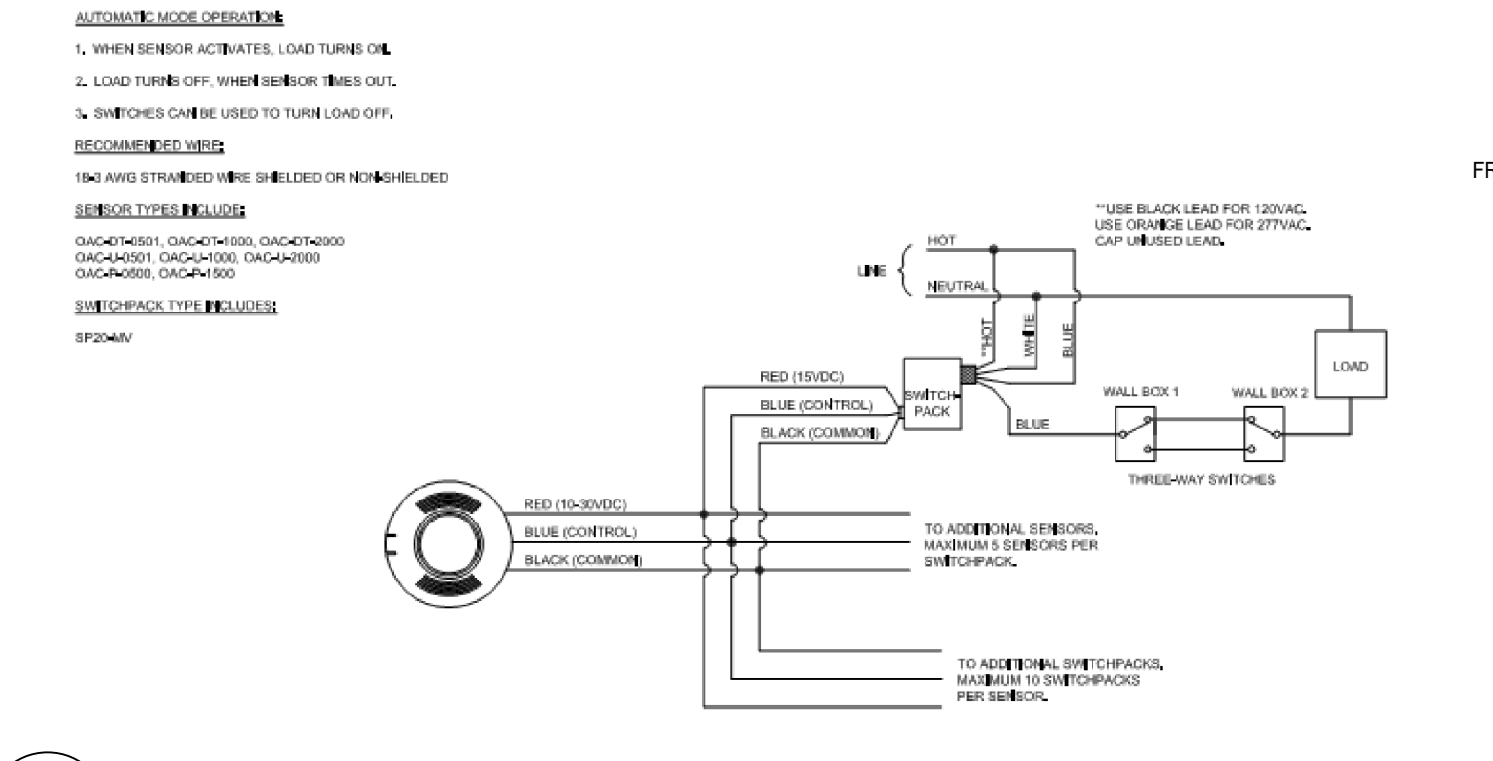 AUTOMATIC MODE OPERATION:
1. WHEN SENSOR ACTIVATES, LOAD TURNS ON.
2. LOAD TURNS OFF, WHEN SENSOR TIMES OUT.
3. SWITCHES CAN BE USED TO TURN LOAD OFF.
RECOMMENDED WIRE:
18-3 AWG STRANDED WIRE SHIELDED OR NON-SHIELDED
SENSOR TYPES INCLUDE:
OAC-DT-0501, OAC-DT-1000, OAC-DT-2000
OAC-U-0501, OAC-U-1000, OAC-U-2000
OAC-P-0500, OAC-P-1500
SWITCHPACK TYPE INCLUDES:
SP20-MV
FR
**USE BLACK LEAD FOR 120VAC.
USE ORANGE LEAD FOR 277VAC.
CAP UNUSED LEAD.
HOT
LINE
NEUTRAL
**HOT
WHITE
BLUE
LOAD
RED (15VDC)
BLUE (CONTROL)
BLACK (COMMON)
SWITCH-
PACK
BLUE
WALL BOX 1
WALL BOX 2
THREE-WAY SWITCHES
RED (10-30VDC)
BLUE (CONTROL)
BLACK (COMMON)
TO ADDITIONAL SENSORS,
MAXIMUM 5 SENSORS PER
SWITCHPACK.
TO ADDITIONAL SWITCHPACKS,
MAXIMUM 10 SWITCHPACKS
PER SENSOR.